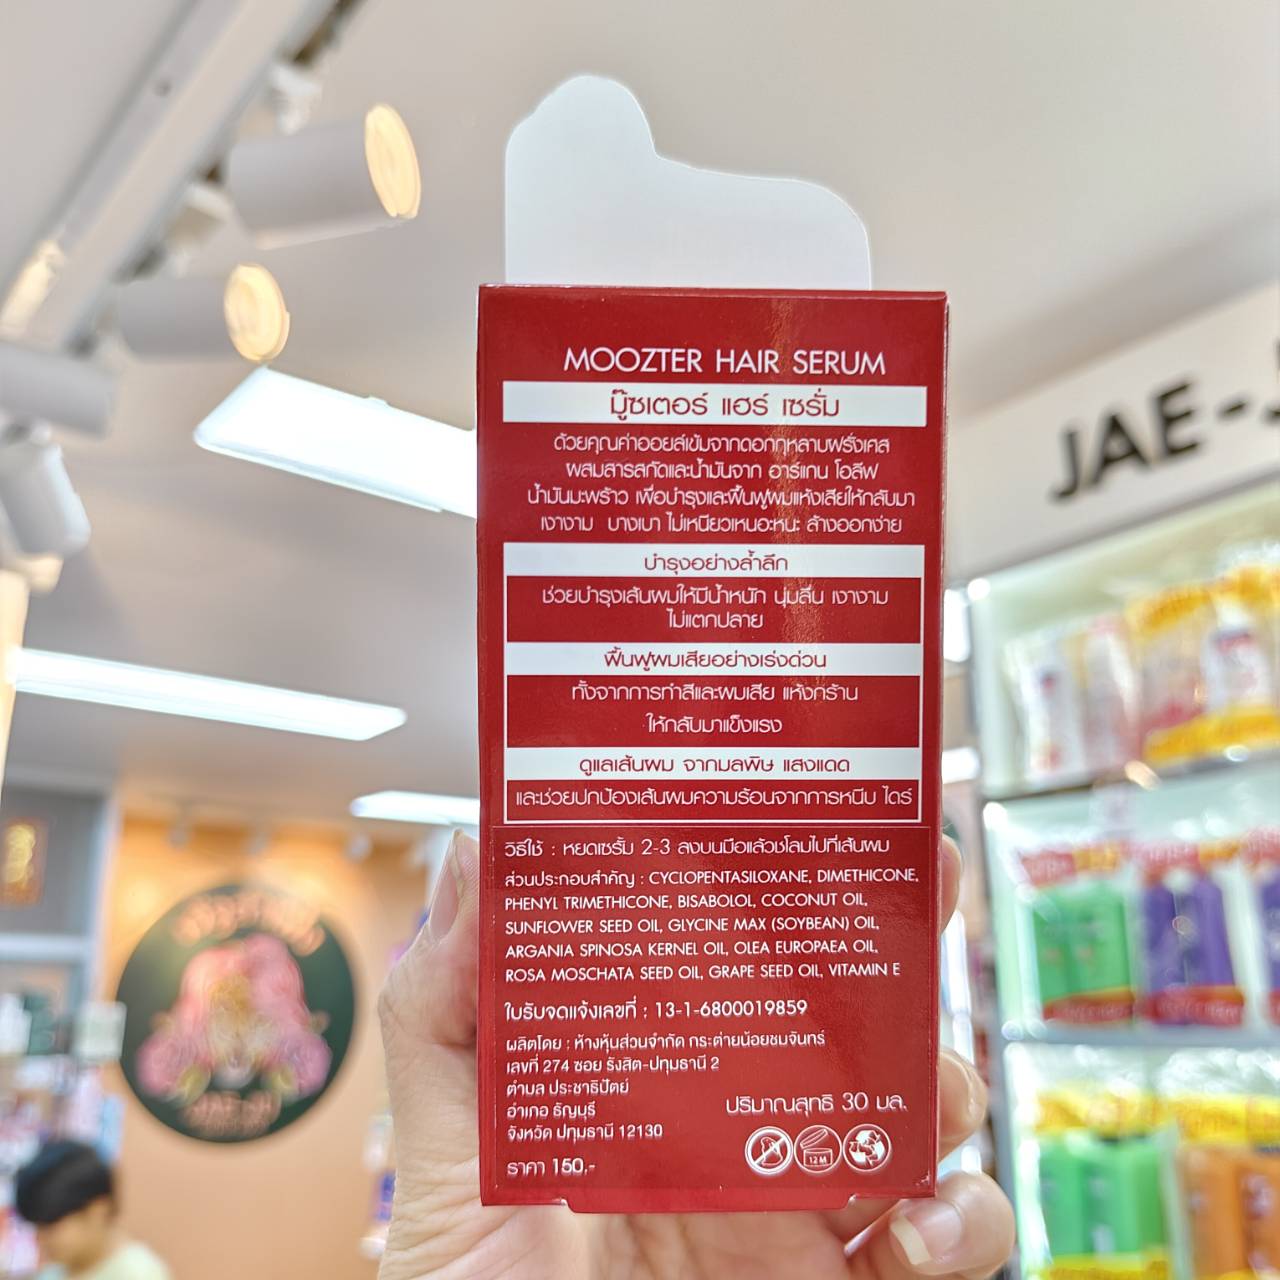 MOOZTER HAIR SERUM
มู๊ซเตอร์ แฮร์ เซรั่ม
ด้วยคุณค่าออยล์เข้มจากดอกกุหลาบฝรั่งเศส
ผสมสารสกัดและน้ำมันจาก อาร์แกน โอลีฟ
น้ำมันมะพร้าว เพื่อบำรุงและฟื้นฟูผมแห้งเสียให้กลับมา
เงางาม บางเบา ไม่เหนียวเหนอะหนะ ล้างออกง่าย
บำรุงอย่างล้ำลึก
ช่วยบำรุงเส้นผมให้มีน้ำหนัก นุ่มลื่น เงางาม
ไม่แตกปลาย
ฟื้นฟูผมเสียอย่างเร่งด่วน
ทั้งจากการทำสีและผมเสีย แห้งกร้าน
ให้กลับมาแข็งแรง
ดูแลเส้นผม จากมลพิษ แสงแดด
และช่วยปกป้องเส้นผมความร้อนจากการหนีบ ไดร์
วิธีใช้ : หยดเซรั่ม 2-3 ลงบนมือแล้วชโลมไปที่เส้นผม
ส่วนประกอบสำคัญ : CYCLOPENTASILOXANE, DIMETHICONE,
PHENYL TRIMETHICONE, BISABOLOL, COCONUT OIL,
SUNFLOWER SEED OIL, GLYCINE MAX (SOYBEAN) OIL,
ARGANIA SPINOSA KERNEL OIL, OLEA EUROPAEA OIL,
ROSA MOSCHATA SEED OIL, GRAPE SEED OIL, VITAMIN E
ใบรับจดแจ้งเลขที่ : 13-1-6800019859
ผลิตโดย : ห้างหุ้นส่วนจำกัด กระต่ายน้อยชมจันทร์
เลขที่ 274 ซอย รังสิต-ปทุมธานี 2
ตำบล ประชาธิปัตย์
อำเภอ ธัญบุรี
จังหวัด ปทุมธานี 12130
ปริมาณสุทธิ 30 มล.
12 M
ราคา 150.-
JAE-J